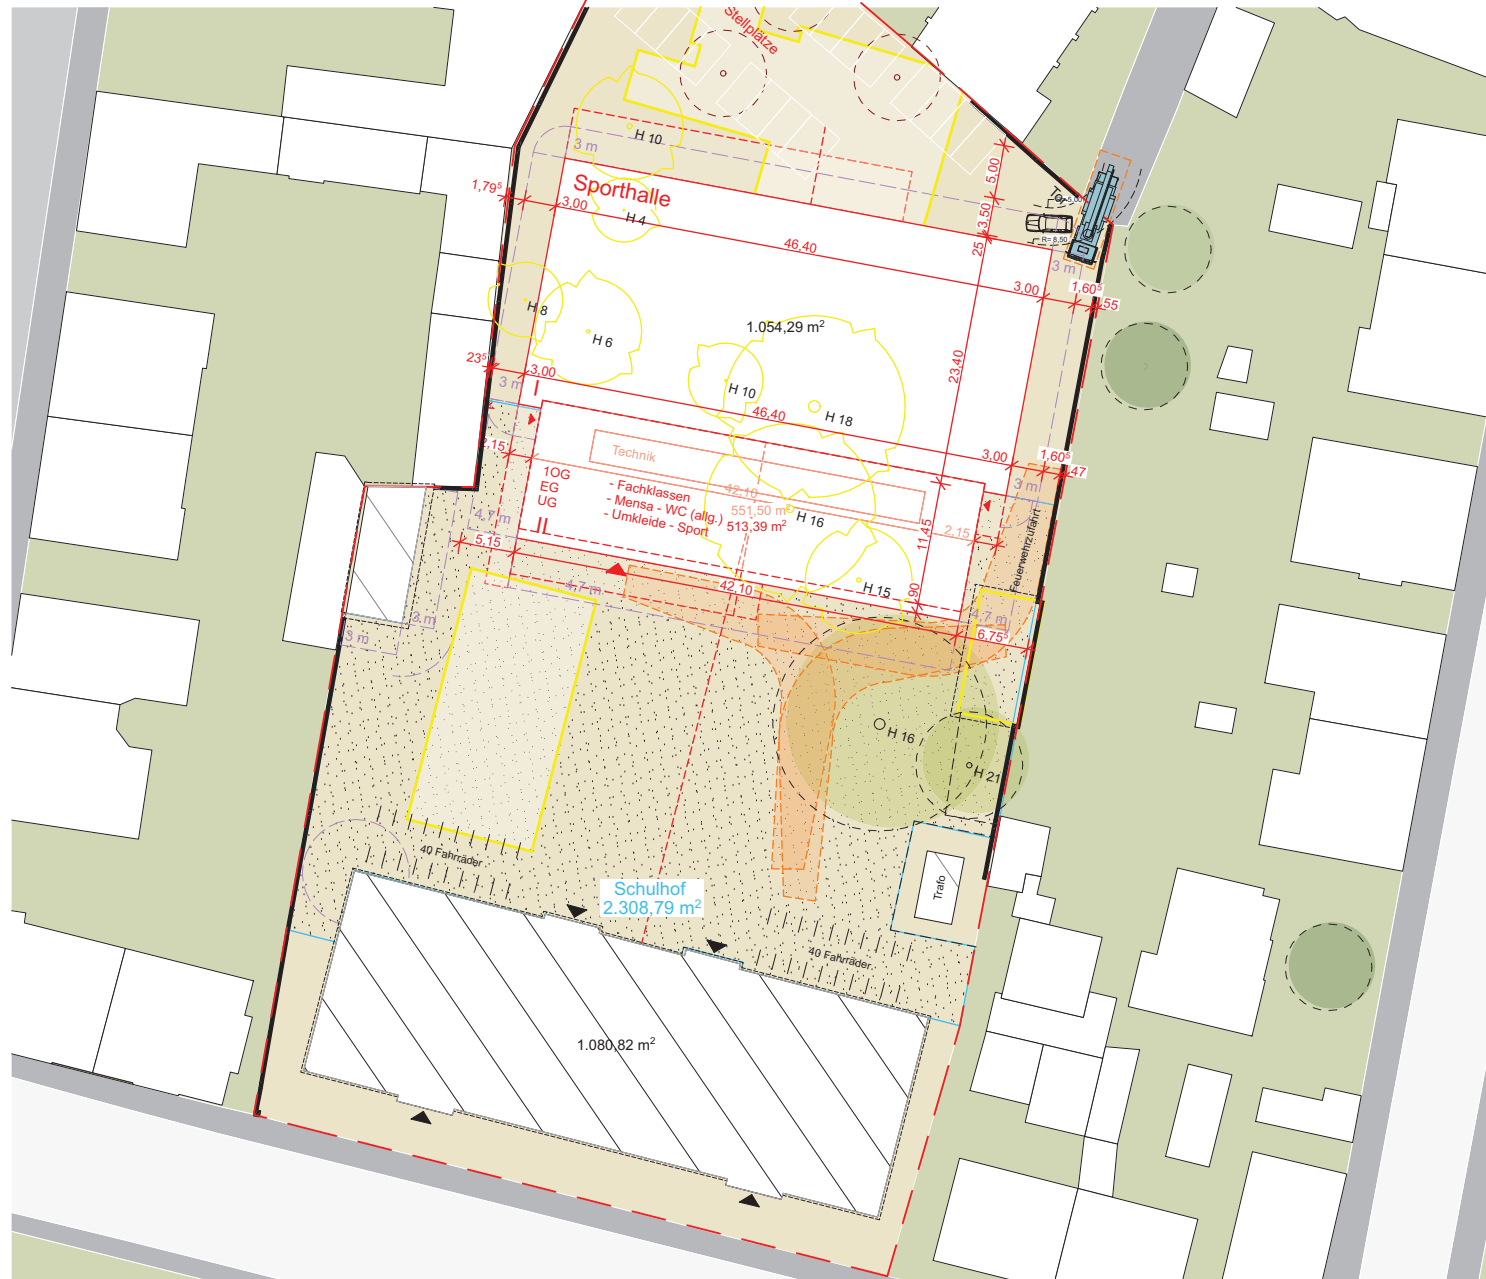 Stellplätze
H 10
3 m
5,00
Sporthalle
1,79⁵
3,00
H 4
3,50
R= 8,50
46,40
25
3 m
3,00
1,60⁵
55
H 8
H 6
1.054,29 m²
23⁵
3,00
3 m
I
H 10
23,40
46,40
H 18
2,15
Technik
3,00
1,60⁵
47
3 m
1OG
EG
UG
II
- Fachklassen
- Mensa - WC (allg.)
- Umkleide - Sport
42,10
551,50 m²
513,39 m²
H 16
4,7 m
5,15
11,45
2,15
Feuerwehrzufahrt
4,7 m
42,10
H 15
90
4,7 m
6,75⁵
3 m
3 m
H 16
H 21
40 Fahrräder
Schulhof
2.308,79 m²
Trafo
40 Fahrräder
1.080,82 m²